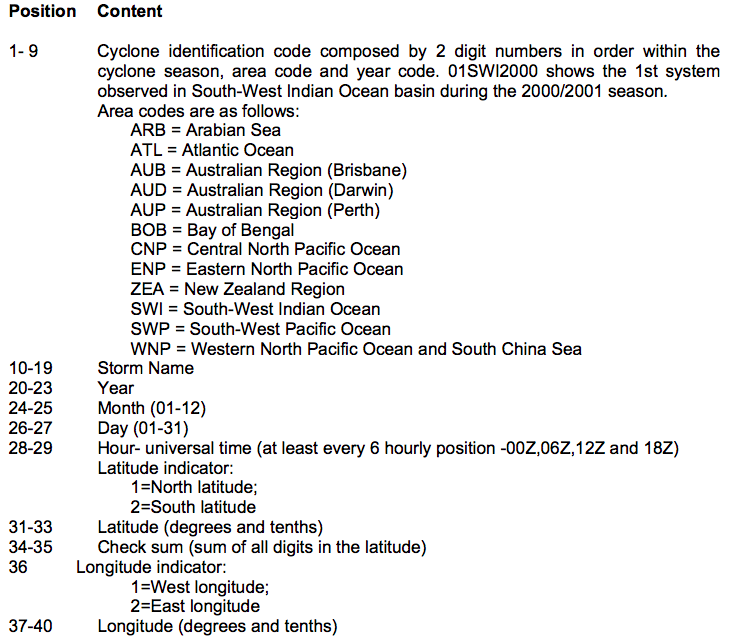 Position Content
1- 9 Cyclone identification code composed by 2 digit numbers in order within the
cyclone season, area code and year code. 01SWI2000 shows the 1st system
observed in South-West Indian Ocean basin during the 2000/2001 season.
Area codes are as follows:
ARB = Arabian Sea
ATL = Atlantic Ocean
AUB = Australian Region (Brisbane)
AUD = Australian Region (Darwin)
AUP = Australian Region (Perth)
BOB = Bay of Bengal
CNP = Central North Pacific Ocean
ENP = Eastern North Pacific Ocean
ZEA = New Zealand Region
SWI = South-West Indian Ocean
SWP = South-West Pacific Ocean
WNP = Western North Pacific Ocean and South China Sea
10-19 Storm Name
20-23 Year
24-25 Month (01-12)
26-27 Day (01-31)
28-29 Hour- universal time (at least every 6 hourly position -00Z,06Z,12Z and 18Z)
Latitude indicator:
1=North latitude;
2=South latitude
31-33 Latitude (degrees and tenths)
34-35 Check sum (sum of all digits in the latitude)
36 Longitude indicator:
1=West longitude;
2=East longitude
37-40 Longitude (degrees and tenths)